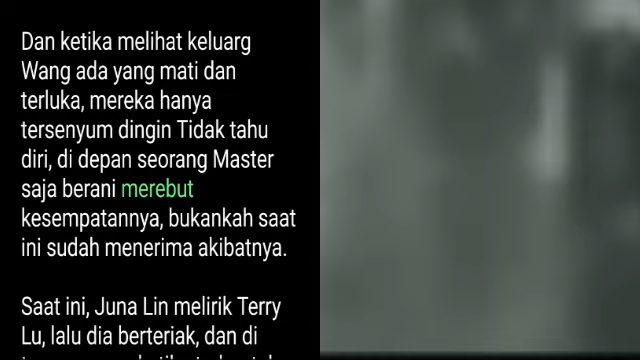 Dan ketika melihat keluarg
Wang ada yang mati dan
terluka, mereka hanya
tersenyum dingin Tidak tahu
diri, di depan seorang Master
saja berani merebut
kesempatannya, bukankah saat
ini sudah menerima akibatnya.
Saat ini, Juna Lin melirik Terry
Lu, lalu dia berteriak, dan di